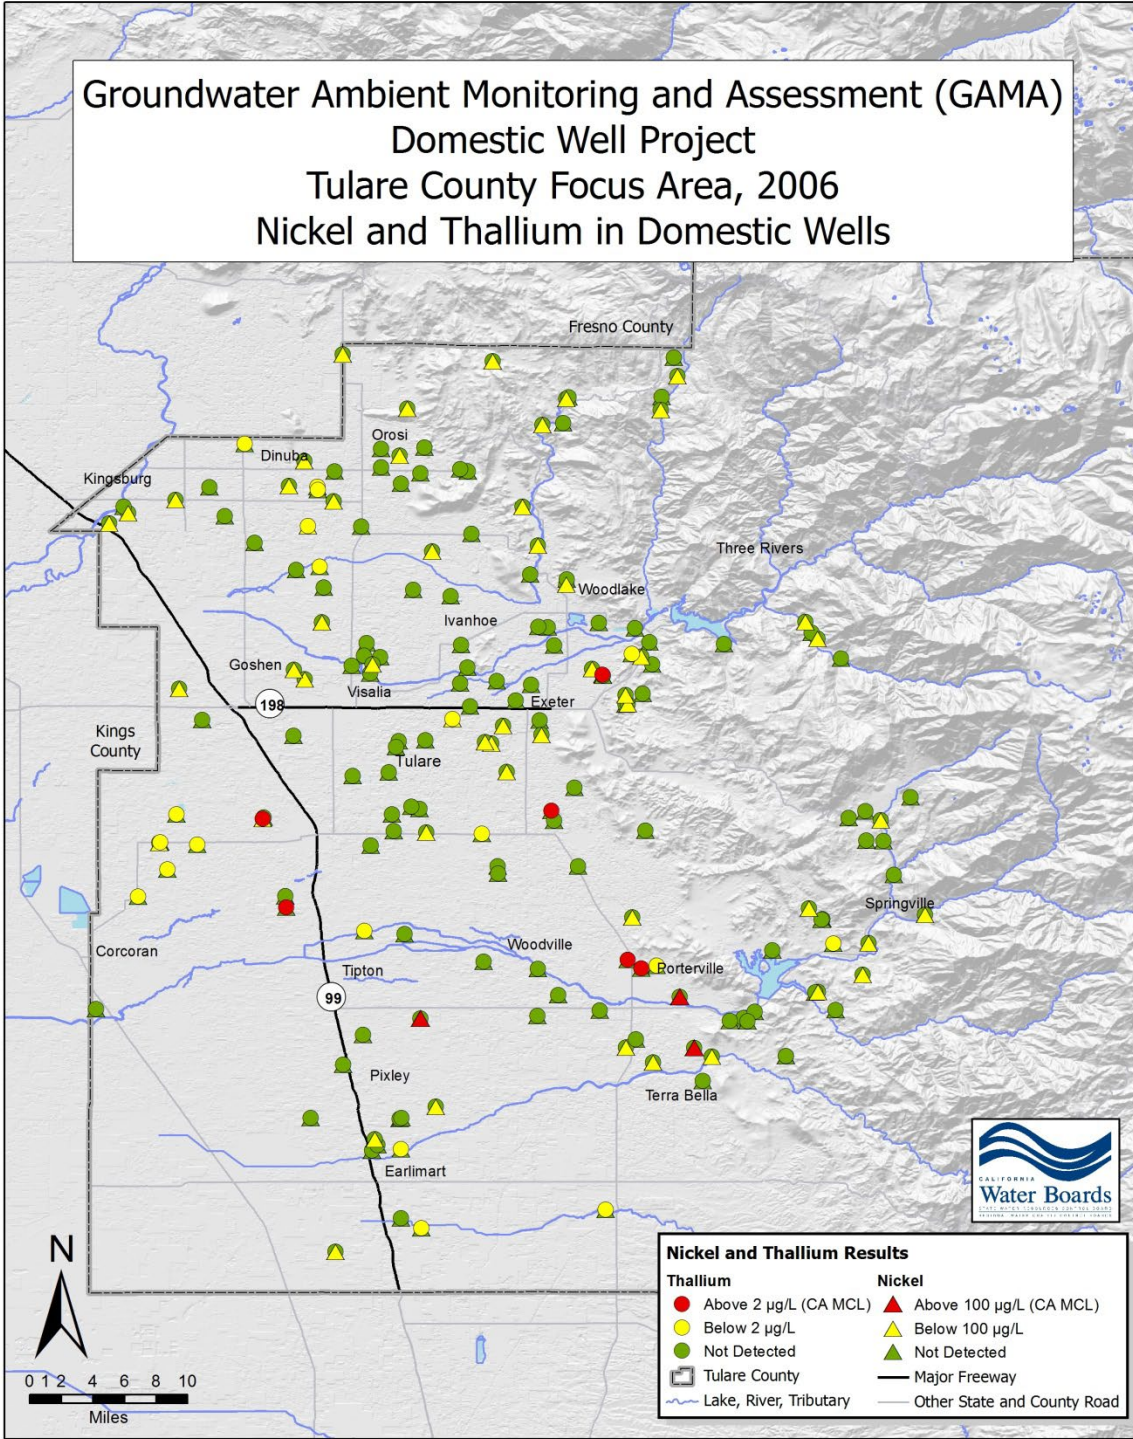 Groundwater Ambient Monitoring and Assessment (GAMA)
Domestic Well Project
Tulare County Focus Area, 2006
Nickel and Thallium in Domestic Wells
Fresno County
Orosi
Dinuba
Kingsburg
Three Rivers
Woodlake
Ivanhoe
Goshen
Visalia
Exeter
198
Kings
County
Tulare
Springville
Corcoran
Woodville
Tipton
Porterville
99
Pixley
Terra Bella
Earlimart
CALIFORNIA
Water Boards
N
0 1 2 4 6 8 10
Miles
Nickel and Thallium Results
Thallium Nickel
Above 2 µg/L (CA MCL) Above 100 µg/L (CA MCL)
Below 2 µg/L Below 100 µg/L
Not Detected Not Detected
Tulare County Major Freeway
Lake, River, Tributary Other State and County Road